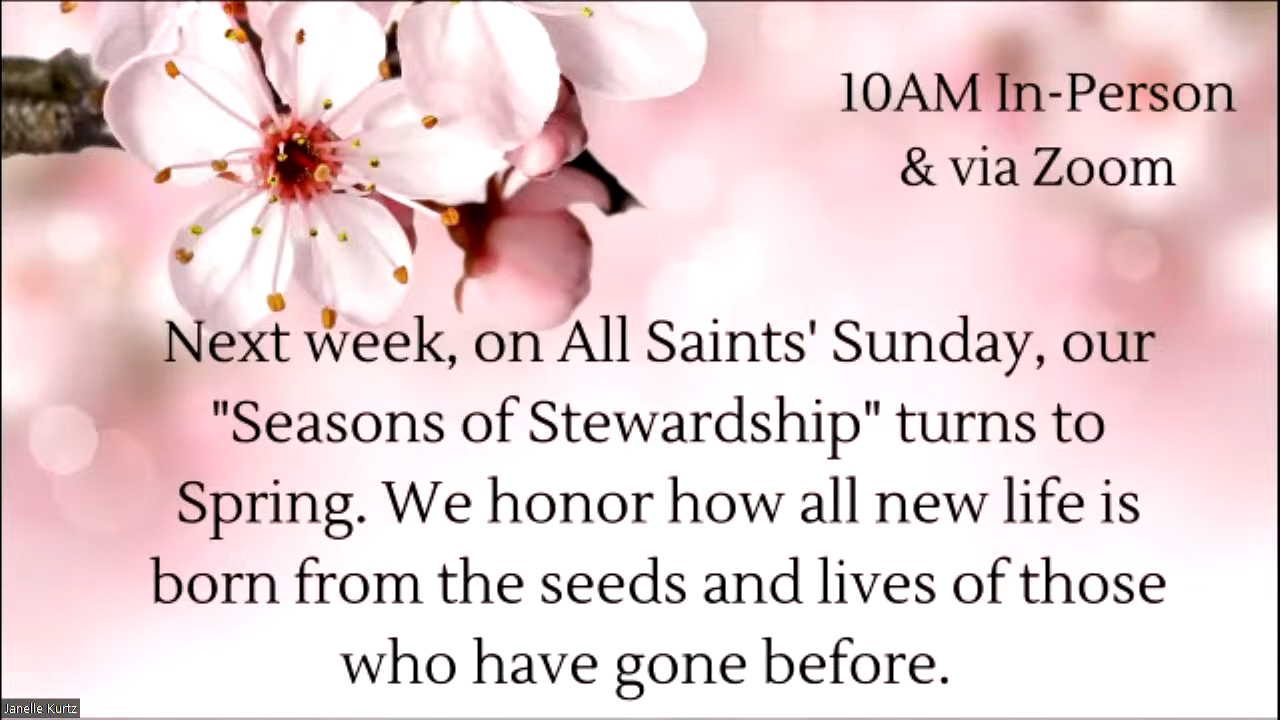 10AM In-Person
& via Zoom
Next week, on All Saints' Sunday, our
"Seasons of Stewardship" turns to
Spring. We honor how all new life is
born from the seeds and lives of those
who have gone before.
Janelle Kurtz